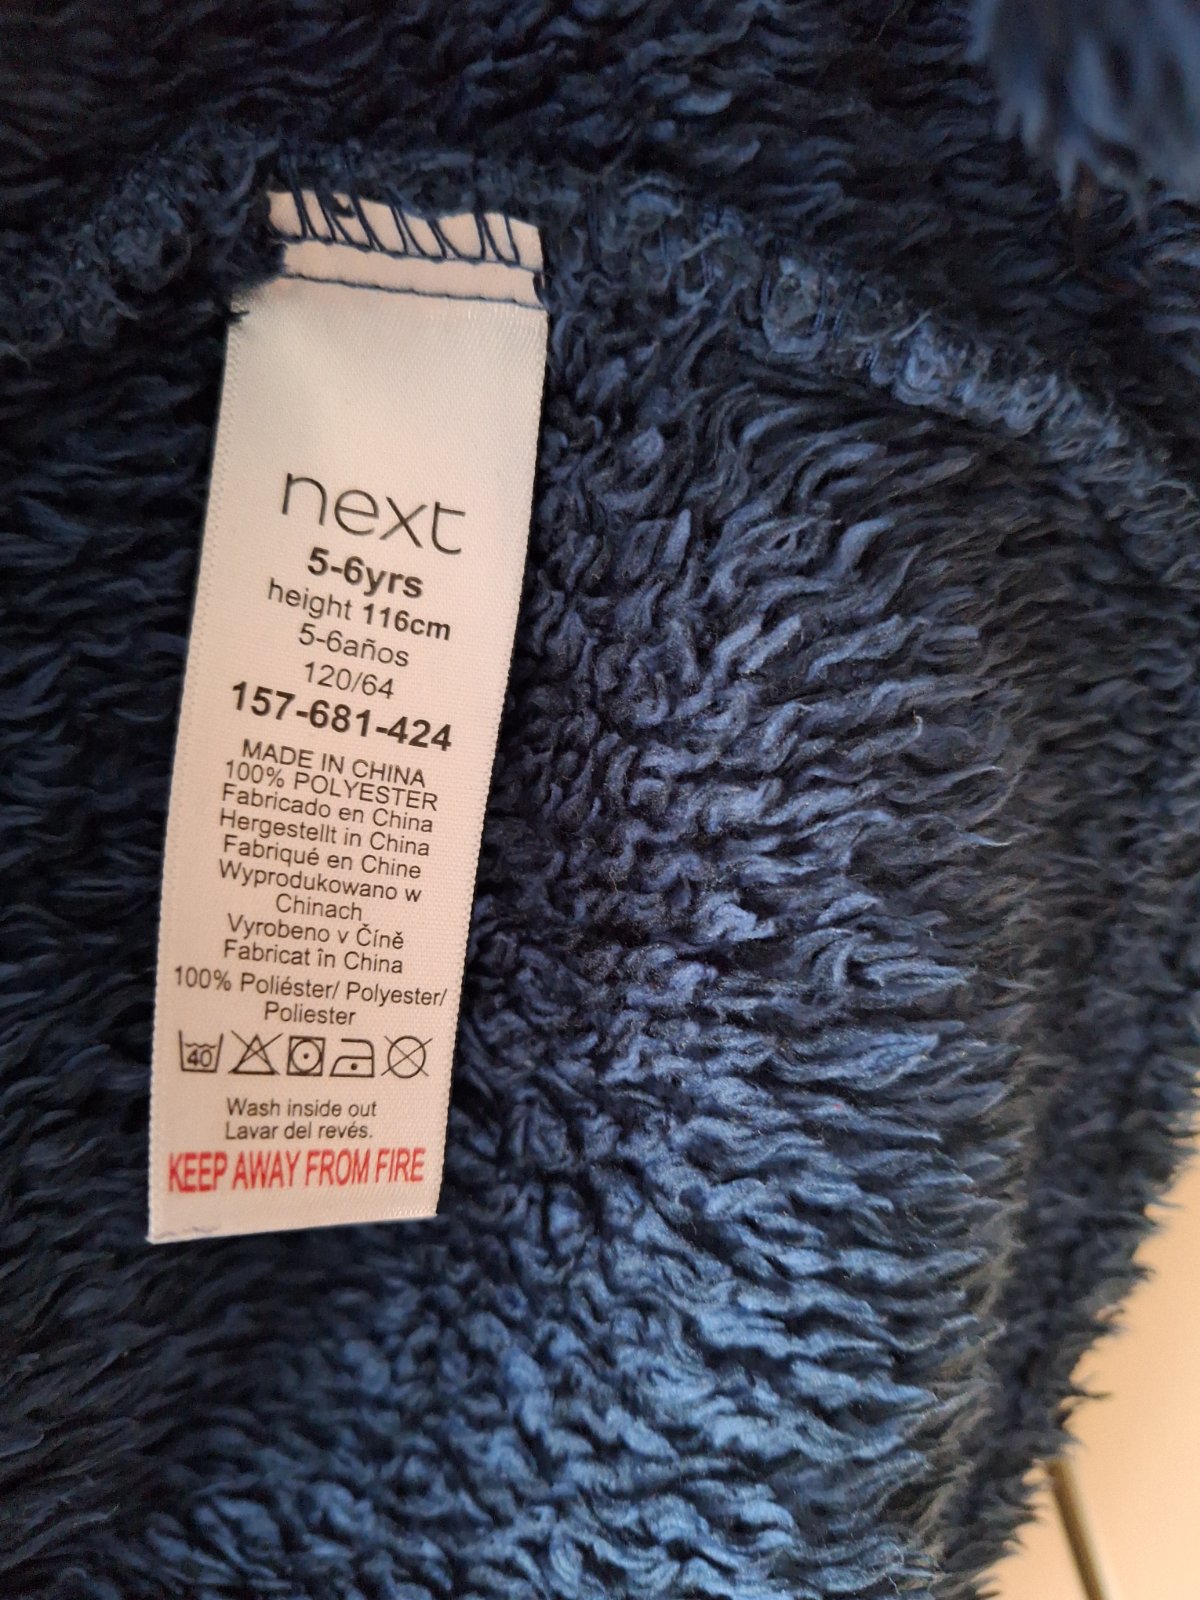 next
5-6yrs
height 116cm
5-6años
120/64
157-681-424
MADE IN CHINA
100% POLYESTER
Fabricado en China
Hergestellt in China
Fabriqué en Chine
Wyprodukowano w
Chinach
Vyrobeno v Číně
Fabricat în China
100% Poliéster/ Polyester/
Poliester
40
Wash inside out
Lavar del revés.
KEEP AWAY FROM FIRE